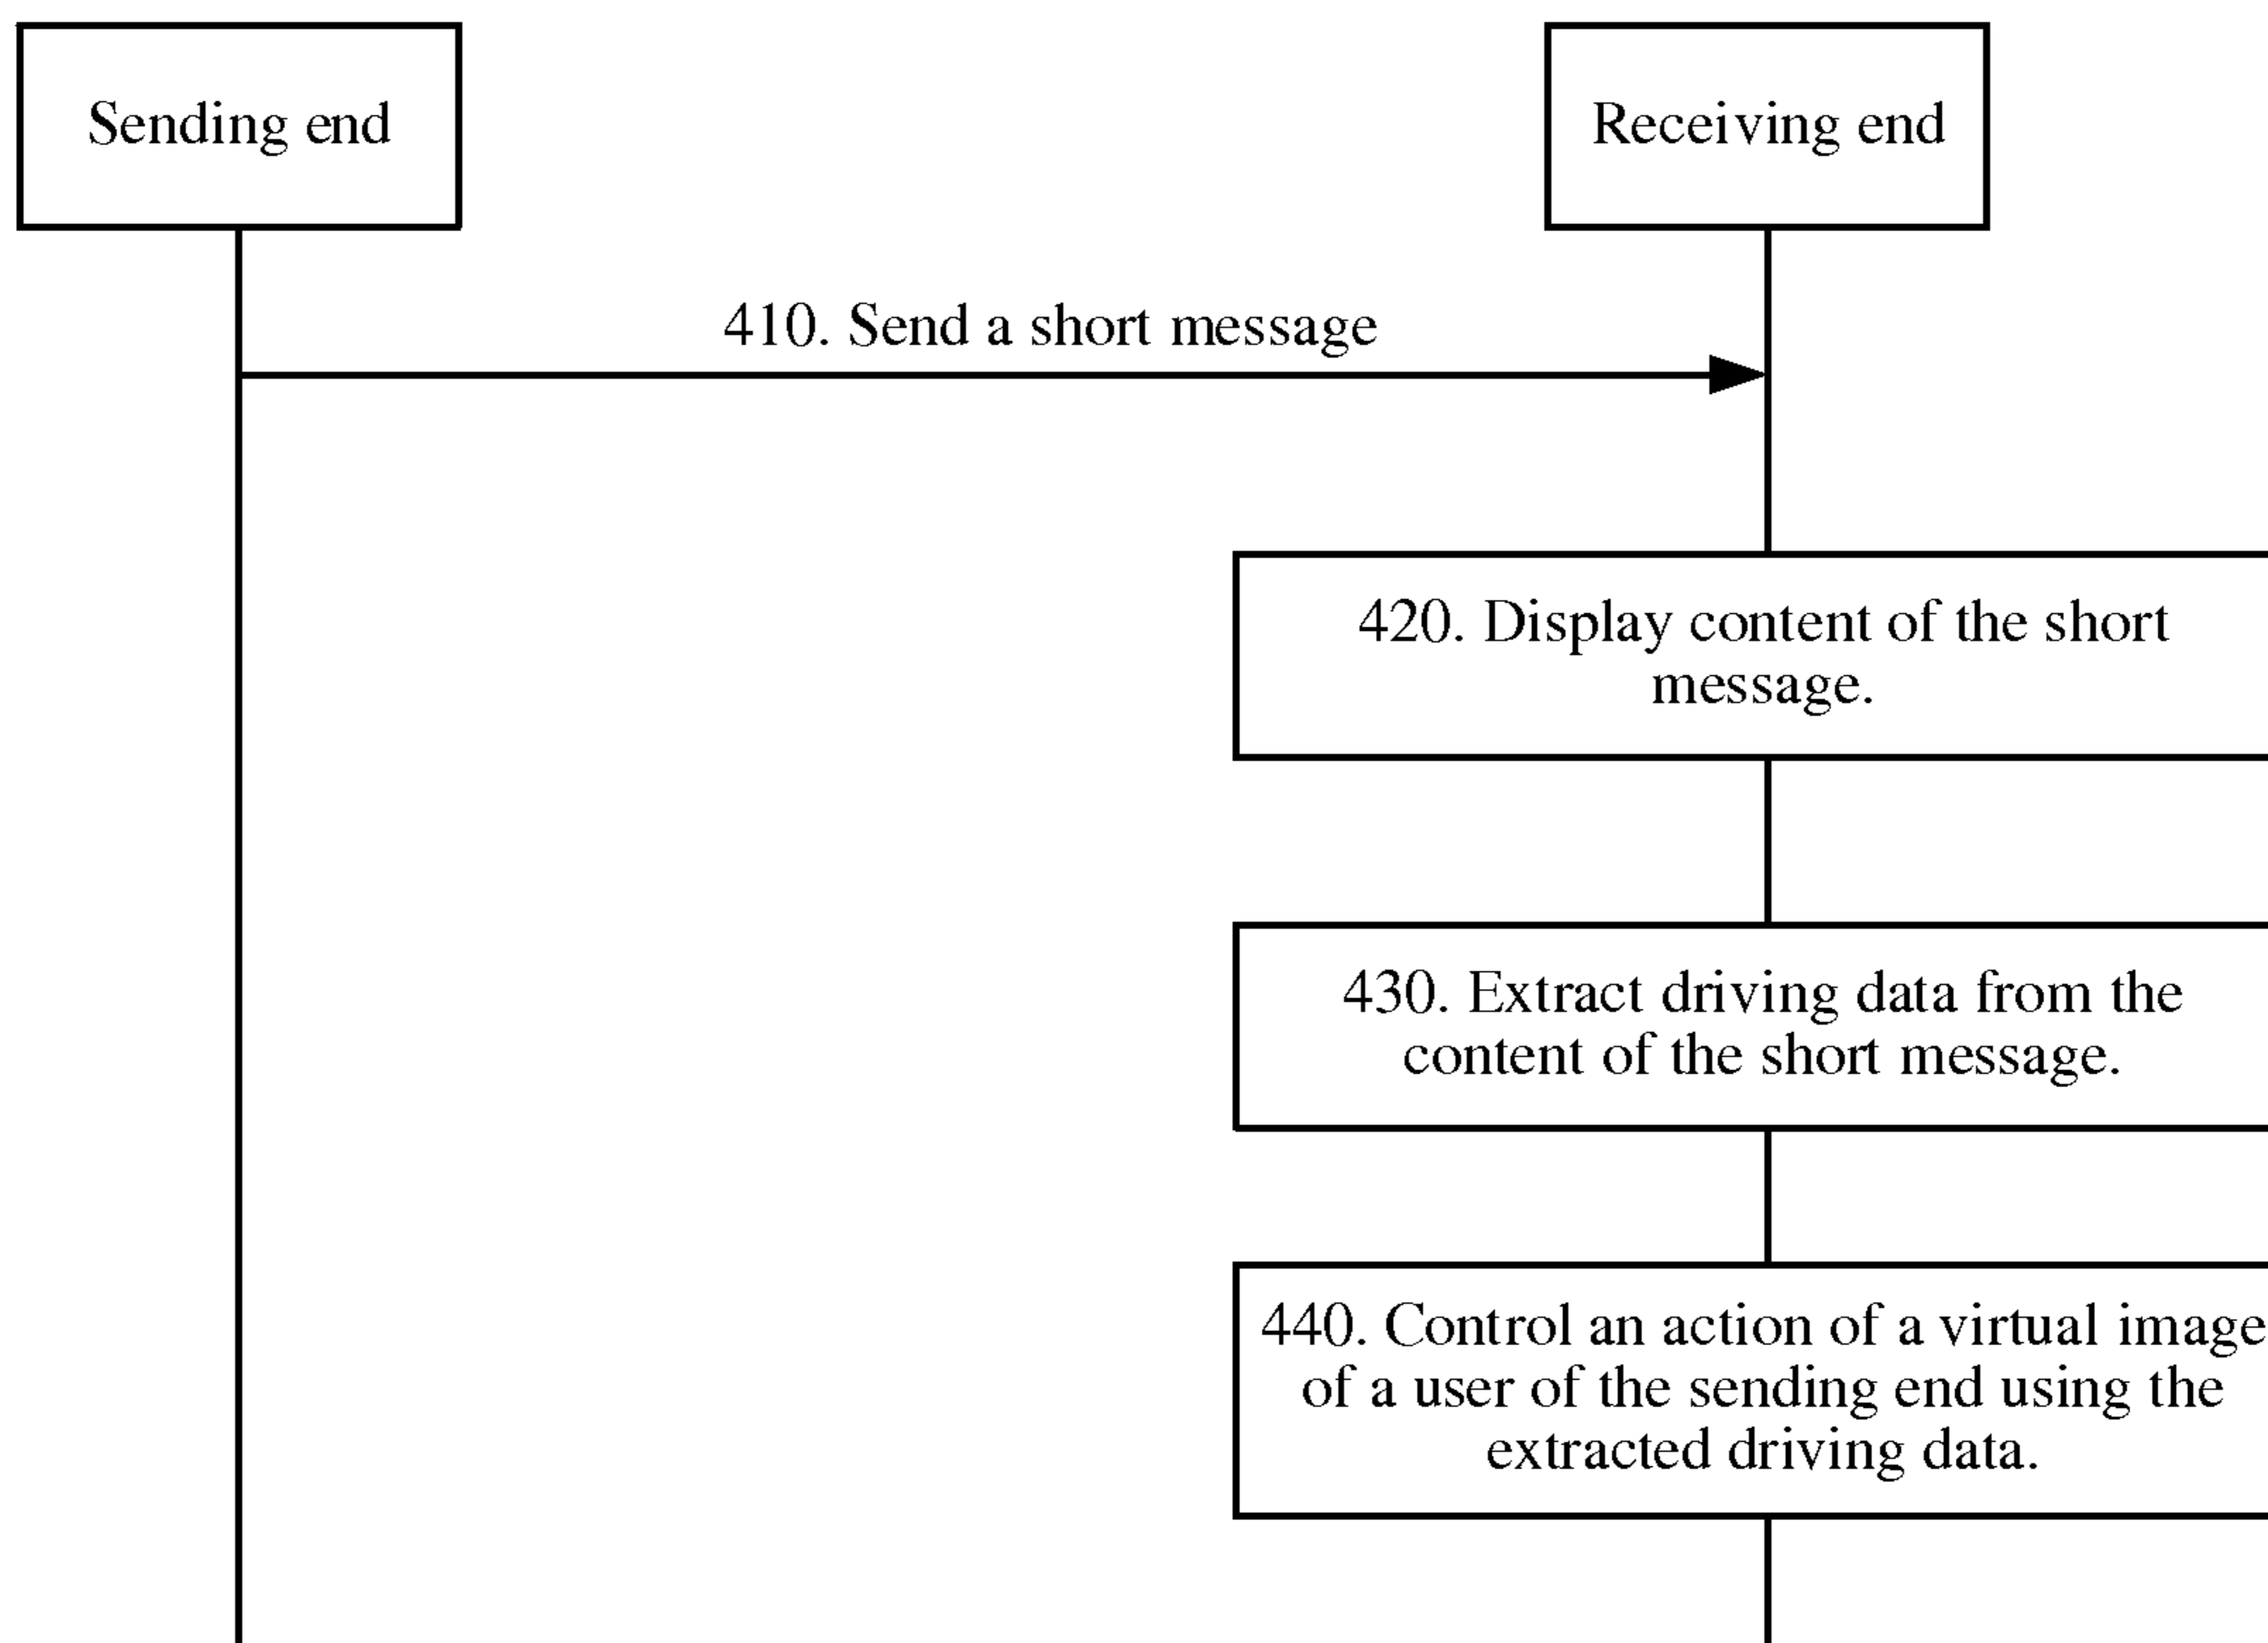 Sending end
Receiving end
410. Send a short message
420. Display content of the short
message.
430. Extract driving data from the
content of the short message.
440. Control an action of a virtual image
of a user of the sending end using the
extracted driving data.